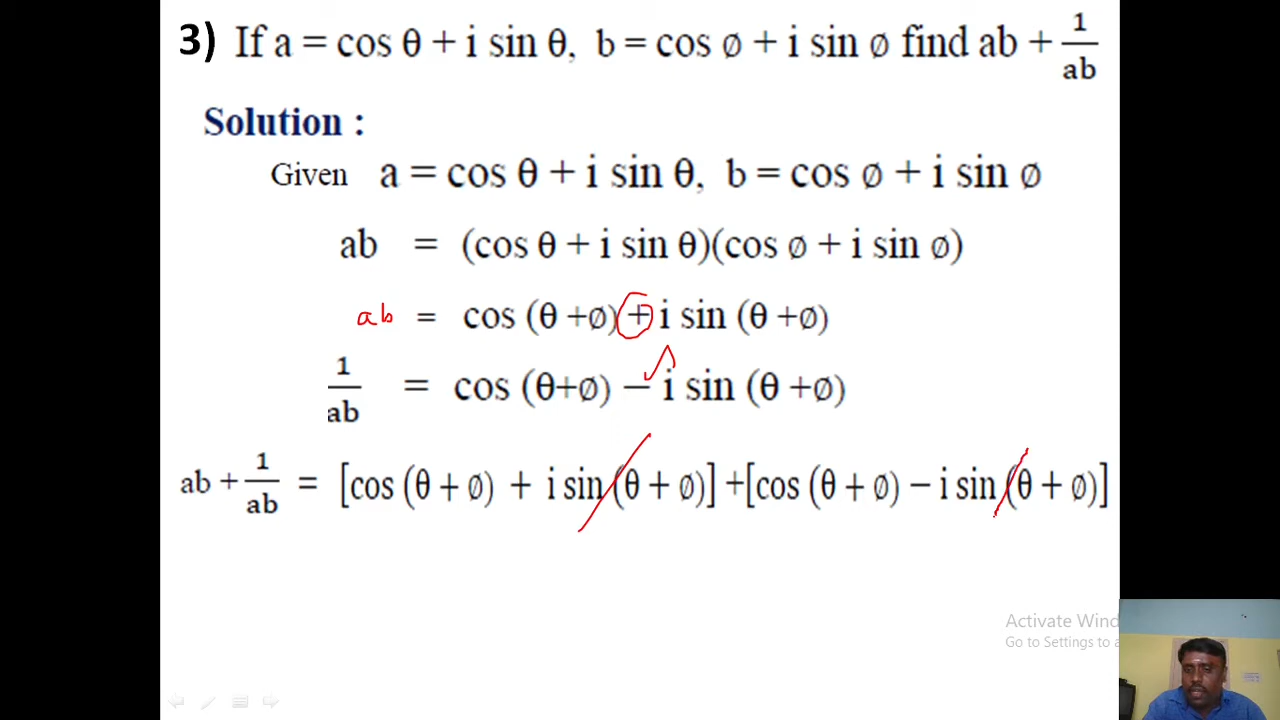 3) If a = cos θ + i sin θ, b = cos ø + i sin ø find ab + 1/ab
Solution :
Given a = cos θ + i sin θ, b = cos ø + i sin ø
ab = (cos θ + i sin θ)(cos ø + i sin ø)
ab = cos (θ +ø) + i sin (θ +ø)
1/ab = cos (θ+ø) − i sin (θ +ø)
ab + 1/ab = [cos (θ + ø) + i sin (θ + ø)] +[cos (θ + ø) − i sin (θ + ø)]
Activate Wind
Go to Settings to a